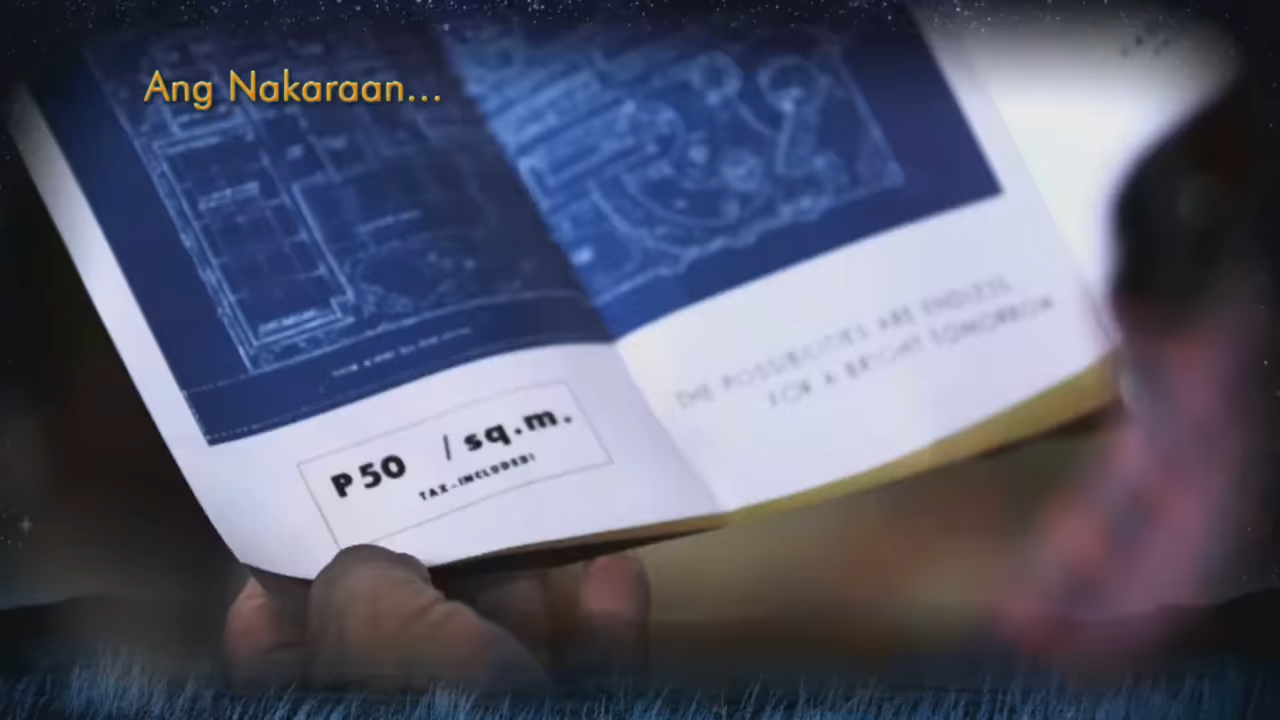 Ang Nakaraan...
P50 / sq.m.
TAX-INCLUDED!
THE POSSIBILITIES ARE ENDLESS
FOR A BRIGHT TOMORROW